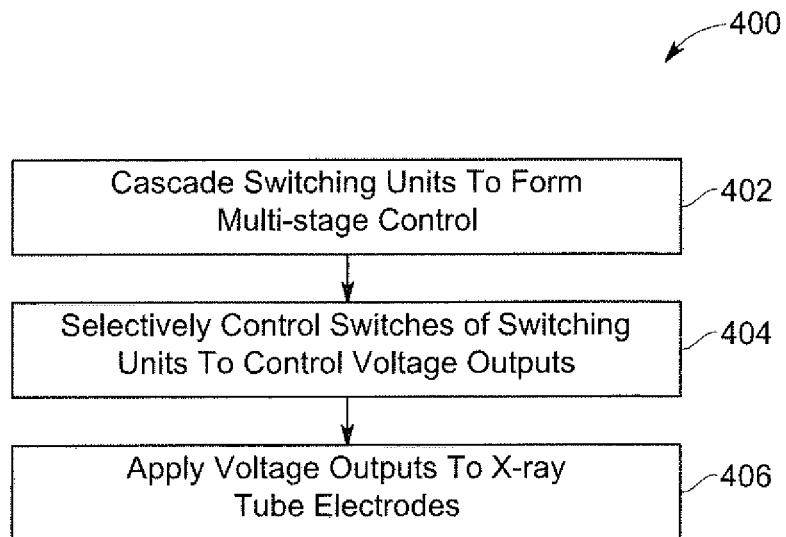 400
Cascade Switching Units To Form
Multi-stage Control
402
Selectively Control Switches of Switching
Units To Control Voltage Outputs
404
Apply Voltage Outputs To X-ray
Tube Electrodes
406